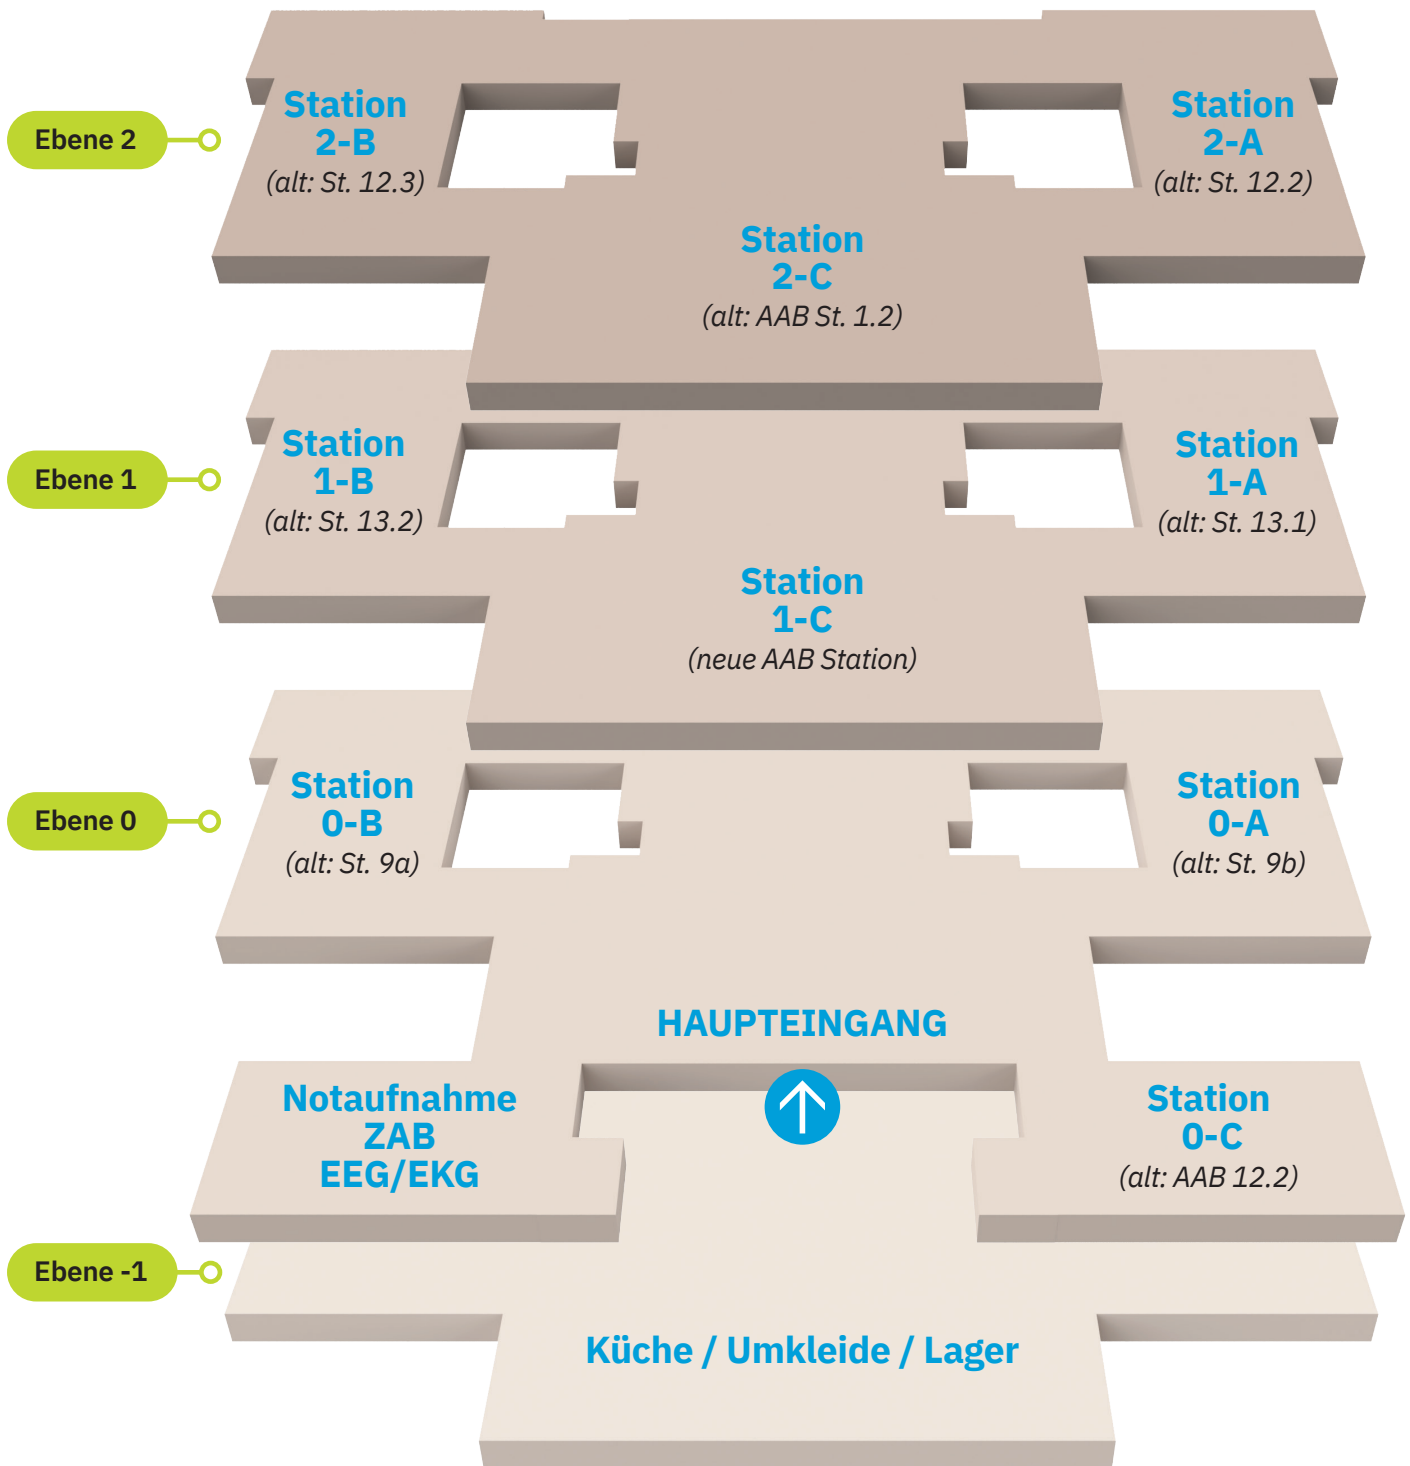 Ebene 2
Station
2-B
(alt: St. 12.3)
Station
2-A
(alt: St. 12.2)
Station
2-C
(alt: AAB St. 1.2)
Ebene 1
Station
1-B
(alt: St. 13.2)
Station
1-A
(alt: St. 13.1)
Station
1-C
(neue AAB Station)
Ebene 0
Station
0-B
(alt: St. 9a)
Station
0-A
(alt: St. 9b)
HAUPTEINGANG
Notaufnahme
ZAB
EEG/EKG
Station
0-C
(alt: AAB 12.2)
Ebene -1
Küche / Umkleide / Lager